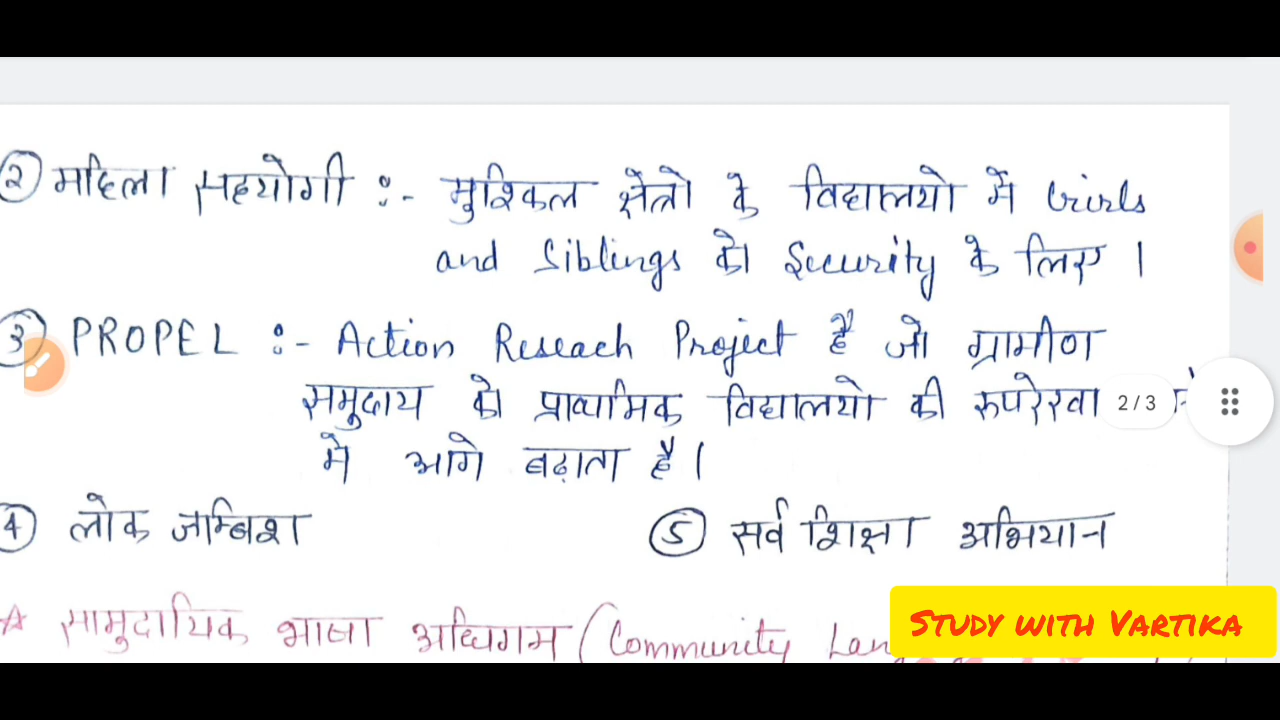 ② महिला सहयोगी :- मुश्किल क्षेत्रो के विद्यालयो में Girls
and Siblings को Security के लिए ।
③ PROPEL :- Action Reseach Project है जो ग्रामीण
समुदाय को प्राथमिक विद्यालयो की रुपरेखा
2/3
मे आगे बढ़ाता है ।
④ लोक जम्बिश ⑤ सर्व शिक्षा अभियान
☆ सामुदायिक भाषा अधिगम (Community
STUDY WITH VARTIKA